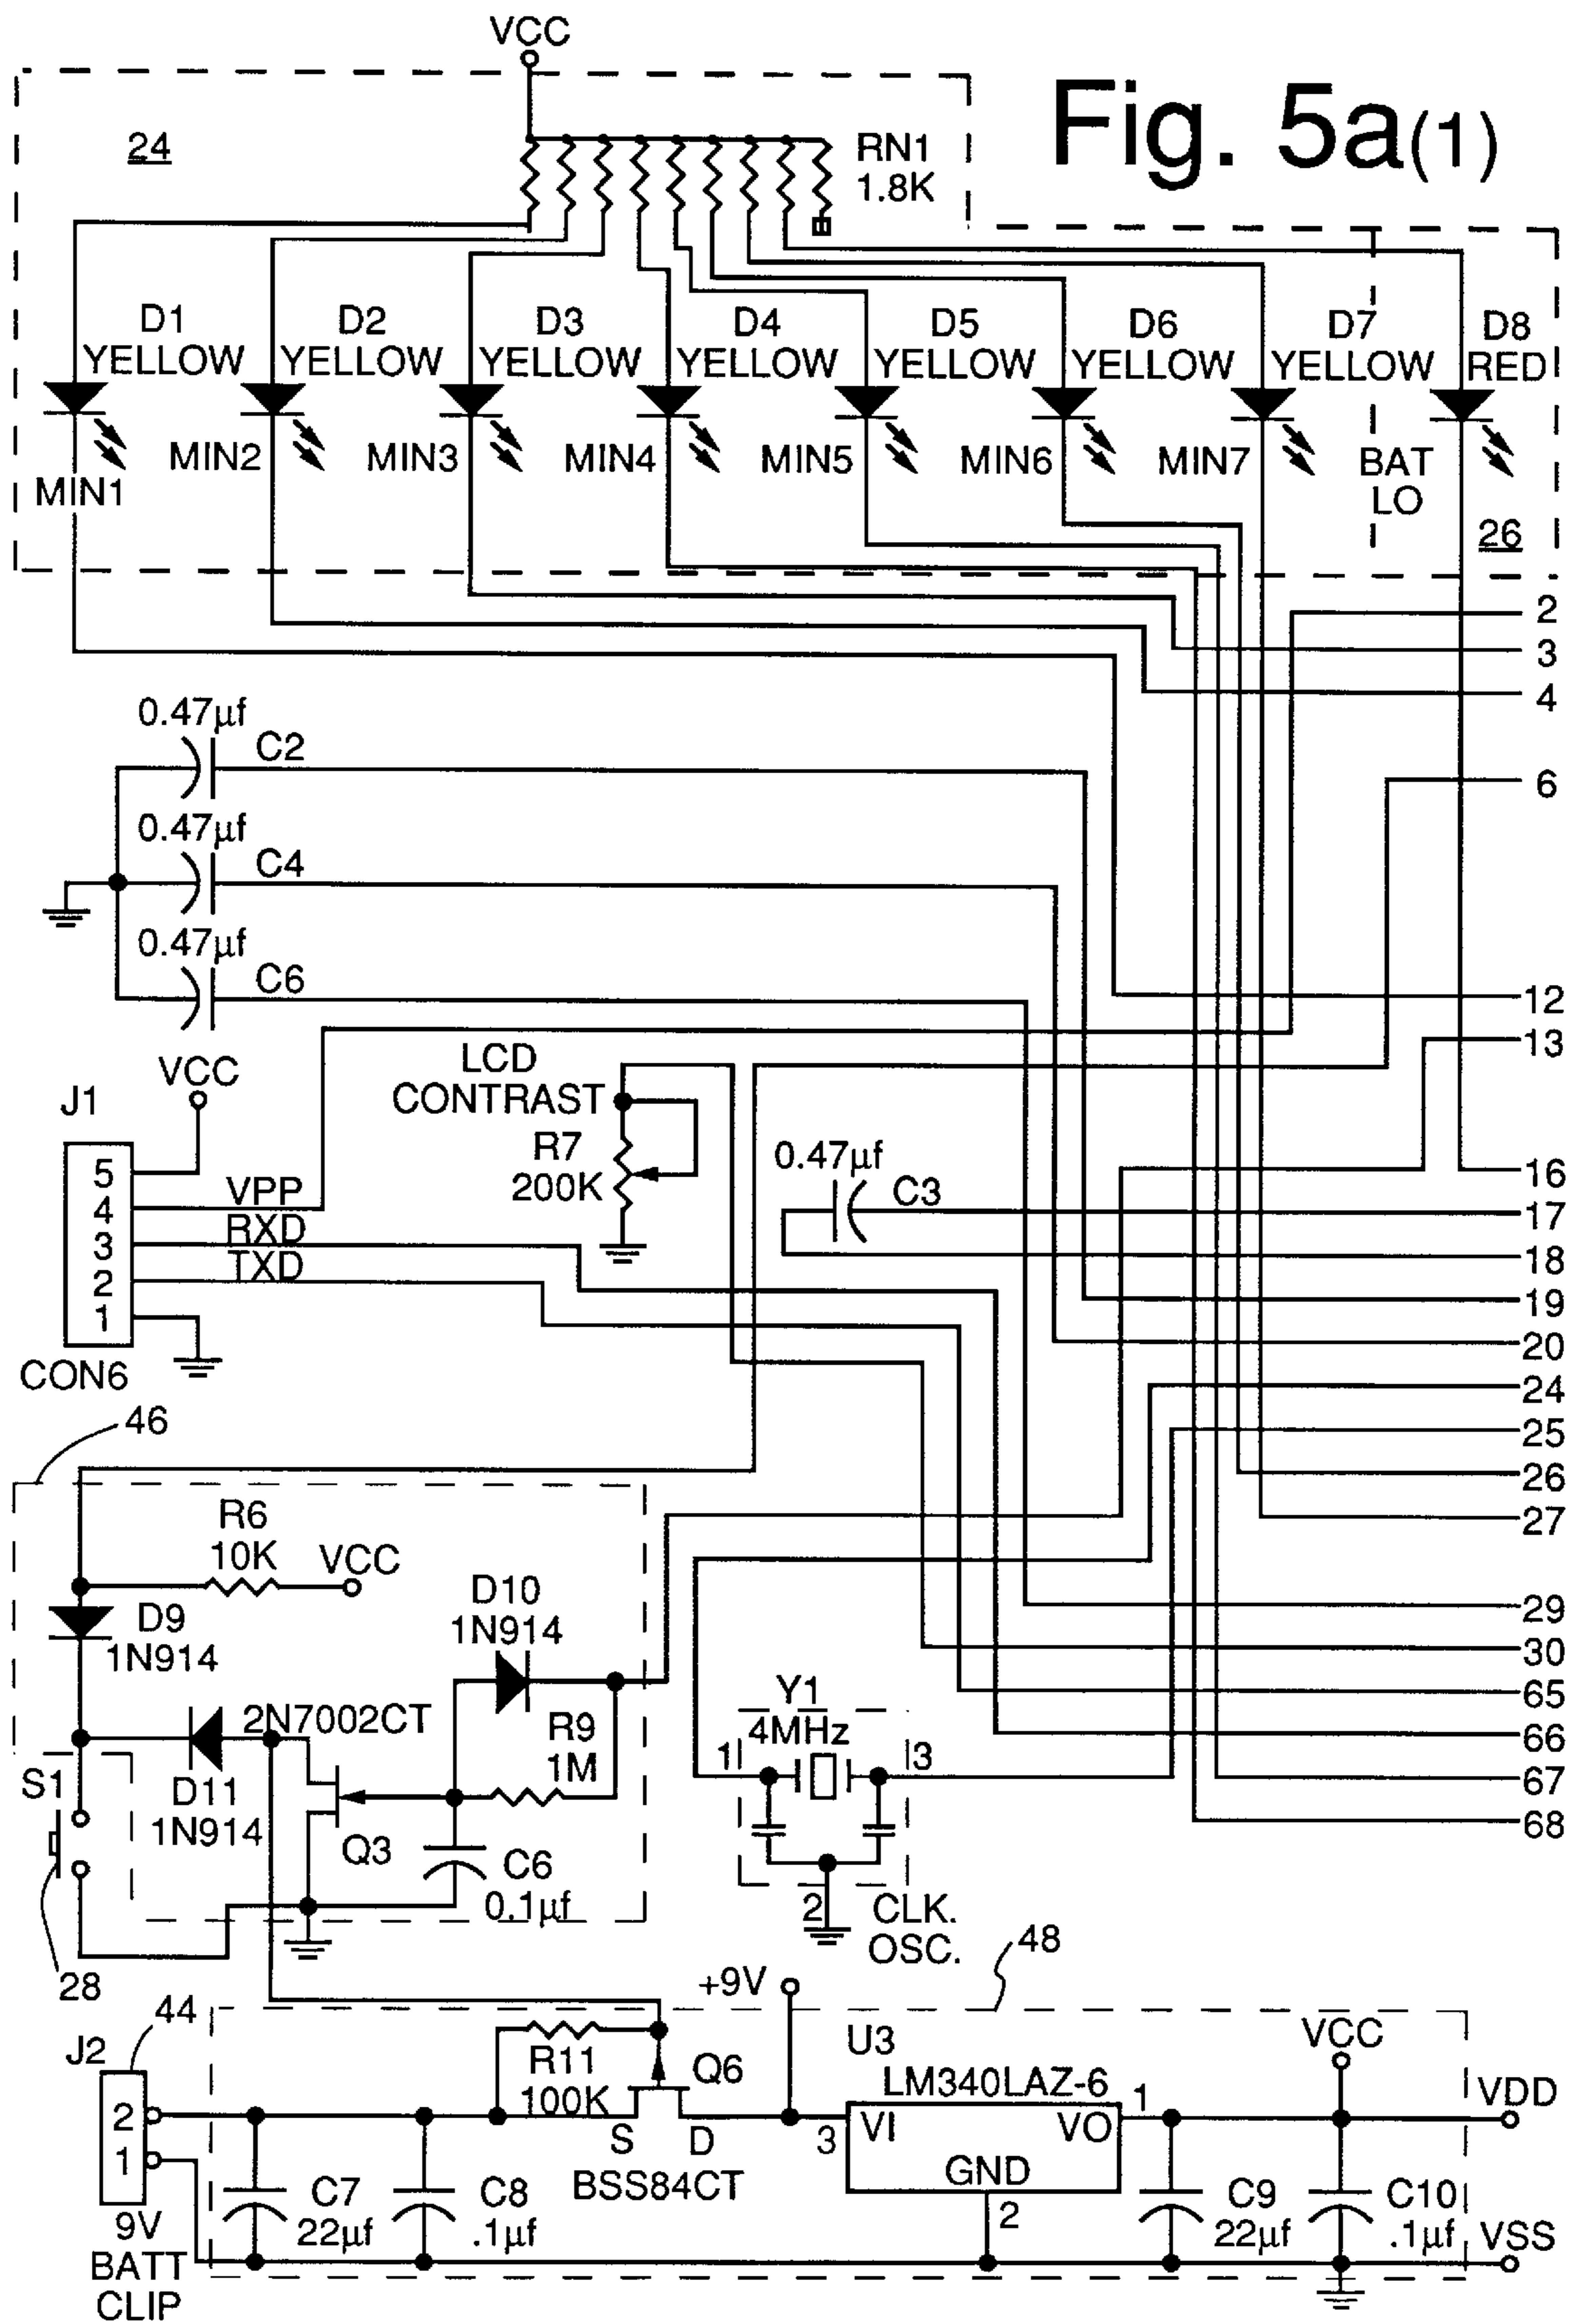 VCC
Fig. 5a(1)
24
RN1
1.8K
D1
YELLOW
D2
YELLOW
D3
YELLOW
D4
YELLOW
D5
YELLOW
D6
YELLOW
D7
YELLOW
D8
RED
MIN1
MIN2
MIN3
MIN4
MIN5
MIN6
MIN7
BAT
LO
26
2
3
4
0.47µf
C2
6
0.47µf
C4
0.47µf
C6
12
13
VCC
J1
LCD
CONTRAST
R7
200K
0.47µf
C3
5
4
3
2
1
VPP
RXD
TXD
CON6
16
17
18
19
20
24
25
26
27
46
R6
10K
VCC
D9
1N914
D10
1N914
29
30
65
66
67
68
2N7002CT
R9
1M
Y1
4MHz
1
3
S1
D11
1N914
Q3
C6
0.1µf
2
CLK.
OSC.
28
44
48
+9V
J2
U3
VCC
R11
100K
Q6
LM340LAZ-6
1
VDD
2
1
S
D
3
VI
VO
BSS84CT
GND
2
C7
22µf
C8
.1µf
C9
22µf
C10
.1µf
VSS
9V
BATT
CLIP